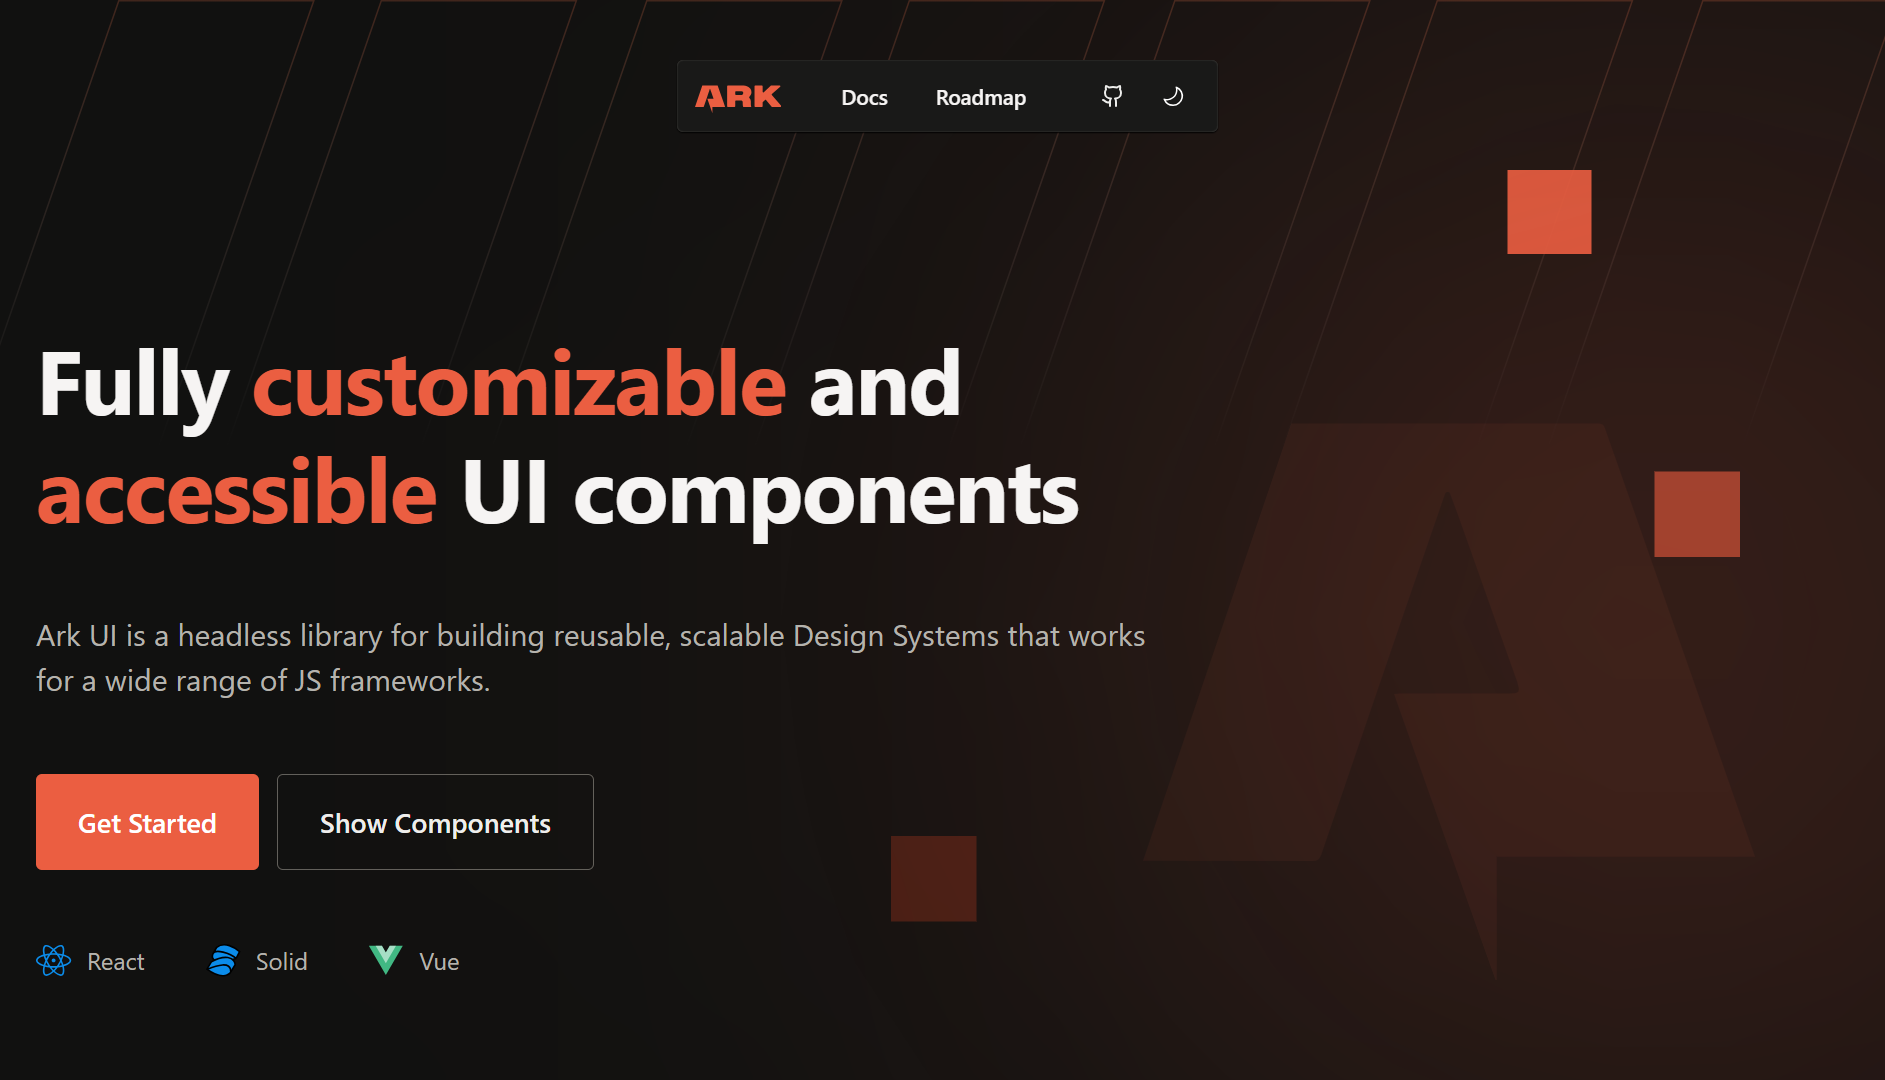 ARK Docs Roadmap
Fully customizable and
accessible UI components
Ark UI is a headless library for building reusable, scalable Design Systems that works
for a wide range of JS frameworks.
Get Started Show Components
React Solid Vue